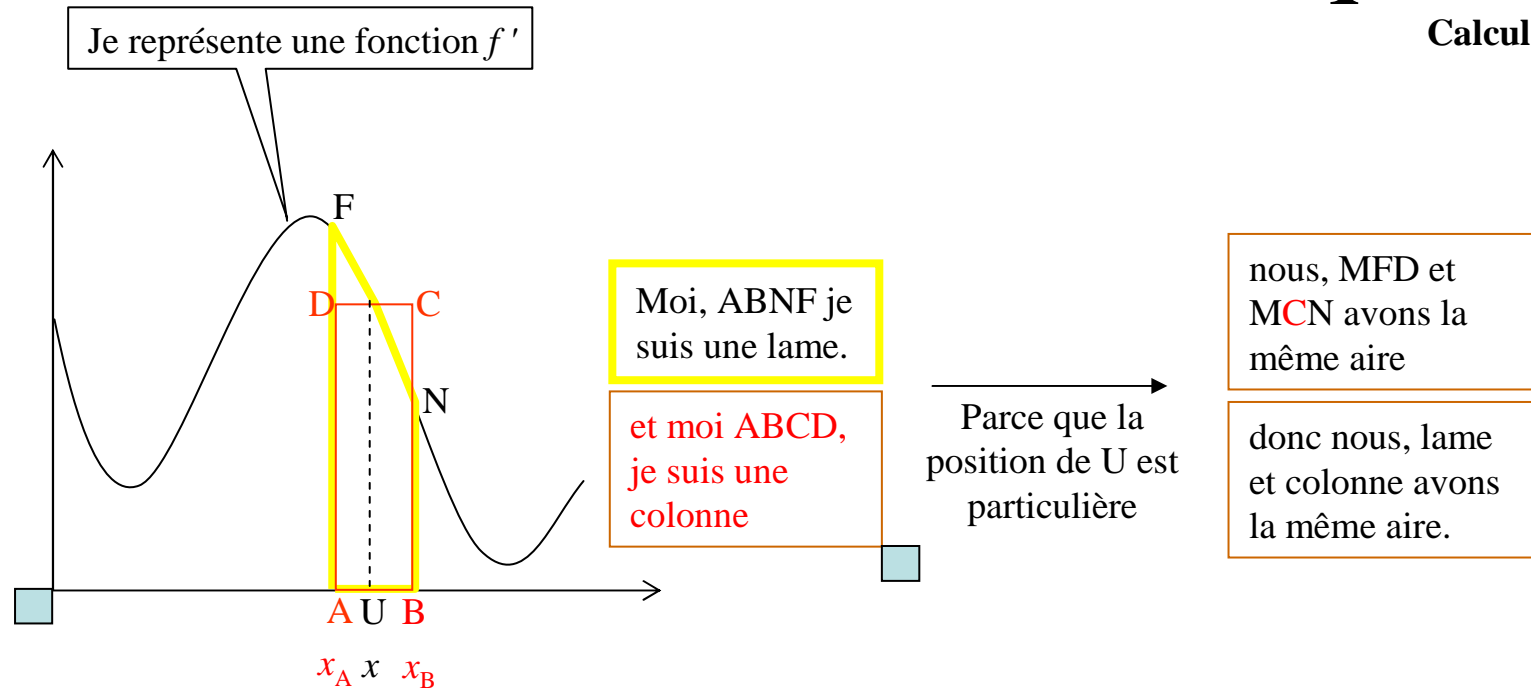 Calcul
Je représente une fonction f '
F
D
C
N
A U B
x_A x x_B
Moi, ABNF je
suis une lame.
et moi ABCD,
je suis une
colonne
Parce que la
position de U est
particulière
nous, MFD et
MCN avons la
même aire
donc nous, lame
et colonne avons
la même aire.